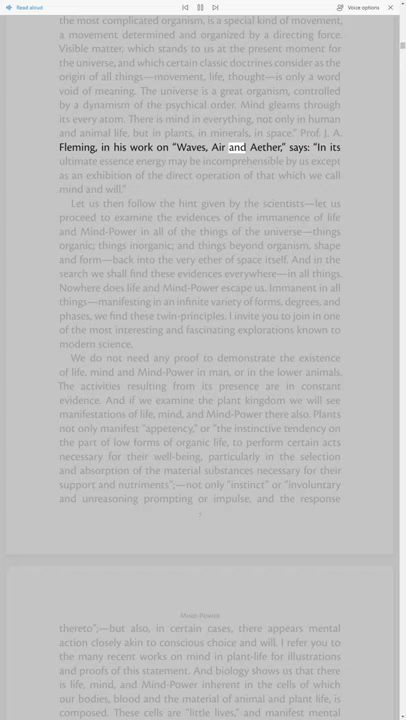 Read aloud
Voice options
the most complicated organism, is a special kind of movement,
a movement determined and organized by a directing force.
Visible matter, which stands to us at the present moment for
the universe, and which certain classic doctrines consider as the
origin of all things—movement, life, thought—is only a word
void of meaning. The universe is a great organism, controlled
by a dynamism of the psychical order. Mind gleams through
its every atom. There is mind in everything, not only in human
and animal life, but in plants, in minerals, in space.” Prof. J. A.
Fleming, in his work on “Waves, Air and Aether,” says: “In its
ultimate essence energy may be incomprehensible by us except
as an exhibition of the direct operation of that which we call
mind and will.”
Let us then follow the hint given by the scientists—let us
proceed to examine the evidences of the immanence of life
and Mind-Power in all of the things of the universe—things
organic; things inorganic; and things beyond organism, shape
and form—back into the very ether of space itself. And in the
search we shall find these evidences everywhere—in all things.
Nowhere does life and Mind-Power escape us. Immanent in all
things—manifesting in an infinite variety of forms, degrees, and
phases, we find these twin-principles. I invite you to join in one
of the most interesting and fascinating explorations known to
modern science.
We do not need any proof to demonstrate the existence
of life, mind and Mind-Power in man, or in the lower animals.
The activities resulting from its presence are in constant
evidence. And if we examine the plant kingdom we will see
manifestations of life, mind, and Mind-Power there also. Plants
not only manifest “appetency,” or “the instinctive tendency on
the part of low forms of organic life, to perform certain acts
necessary for their well-being, particularly in the selection
and absorption of the material substances necessary for their
support and nutriments”;—not only “instinct” or “involuntary
and unreasoning prompting or impulse, and the response
Mind-Power
thereto”;—but also, in certain cases, there appears mental
action closely akin to conscious choice and will. I refer you to
the many recent works on mind in plant-life for illustrations
and proofs of this statement. And biology shows us that there
is life, mind, and Mind-Power inherent in the cells of which
our bodies, blood and the material of animal and plant life, is
composed. These cells are “little lives,” and manifest mental